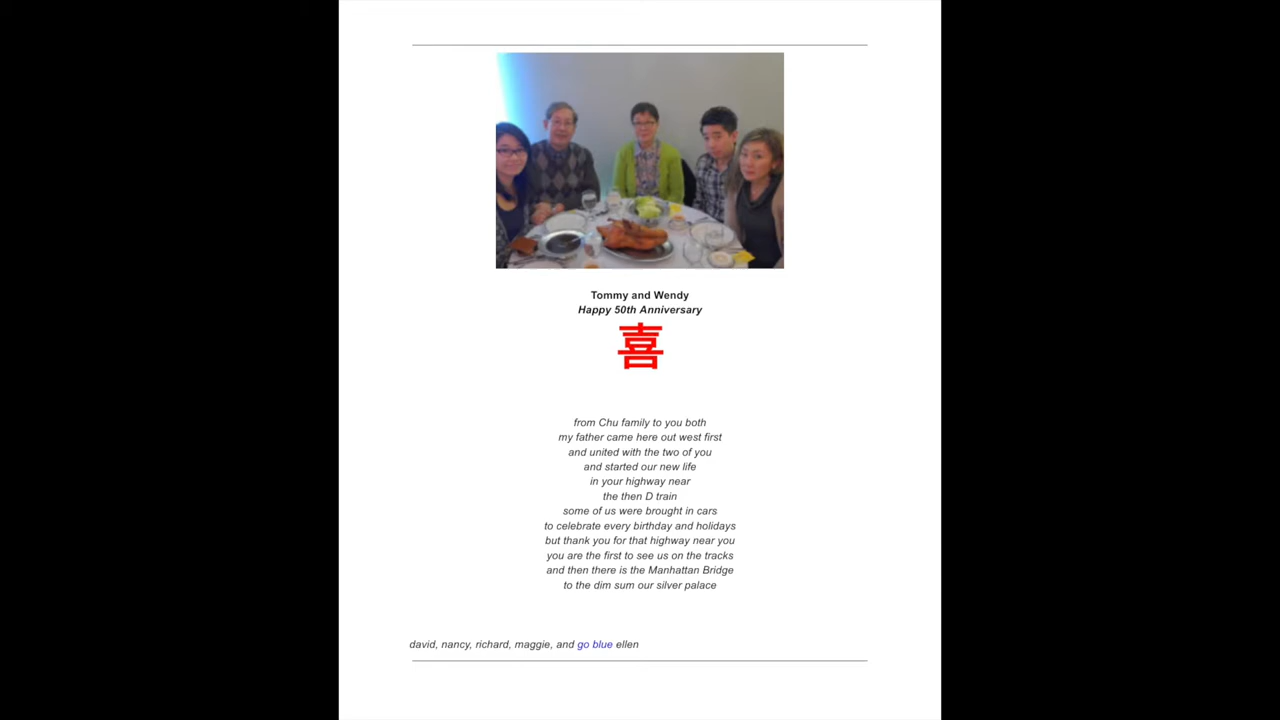 Tommy and Wendy
Happy 50th Anniversary
喜
from Chu family to you both
my father came here out west first
and united with the two of you
and started our new life
in your highway near
the then D train
some of us were brought in cars
to celebrate every birthday and holidays
but thank you for that highway near you
you are the first to see us on the tracks
and then there is the Manhattan Bridge
to the dim sum our silver palace
david, nancy, richard, maggie, and go blue ellen